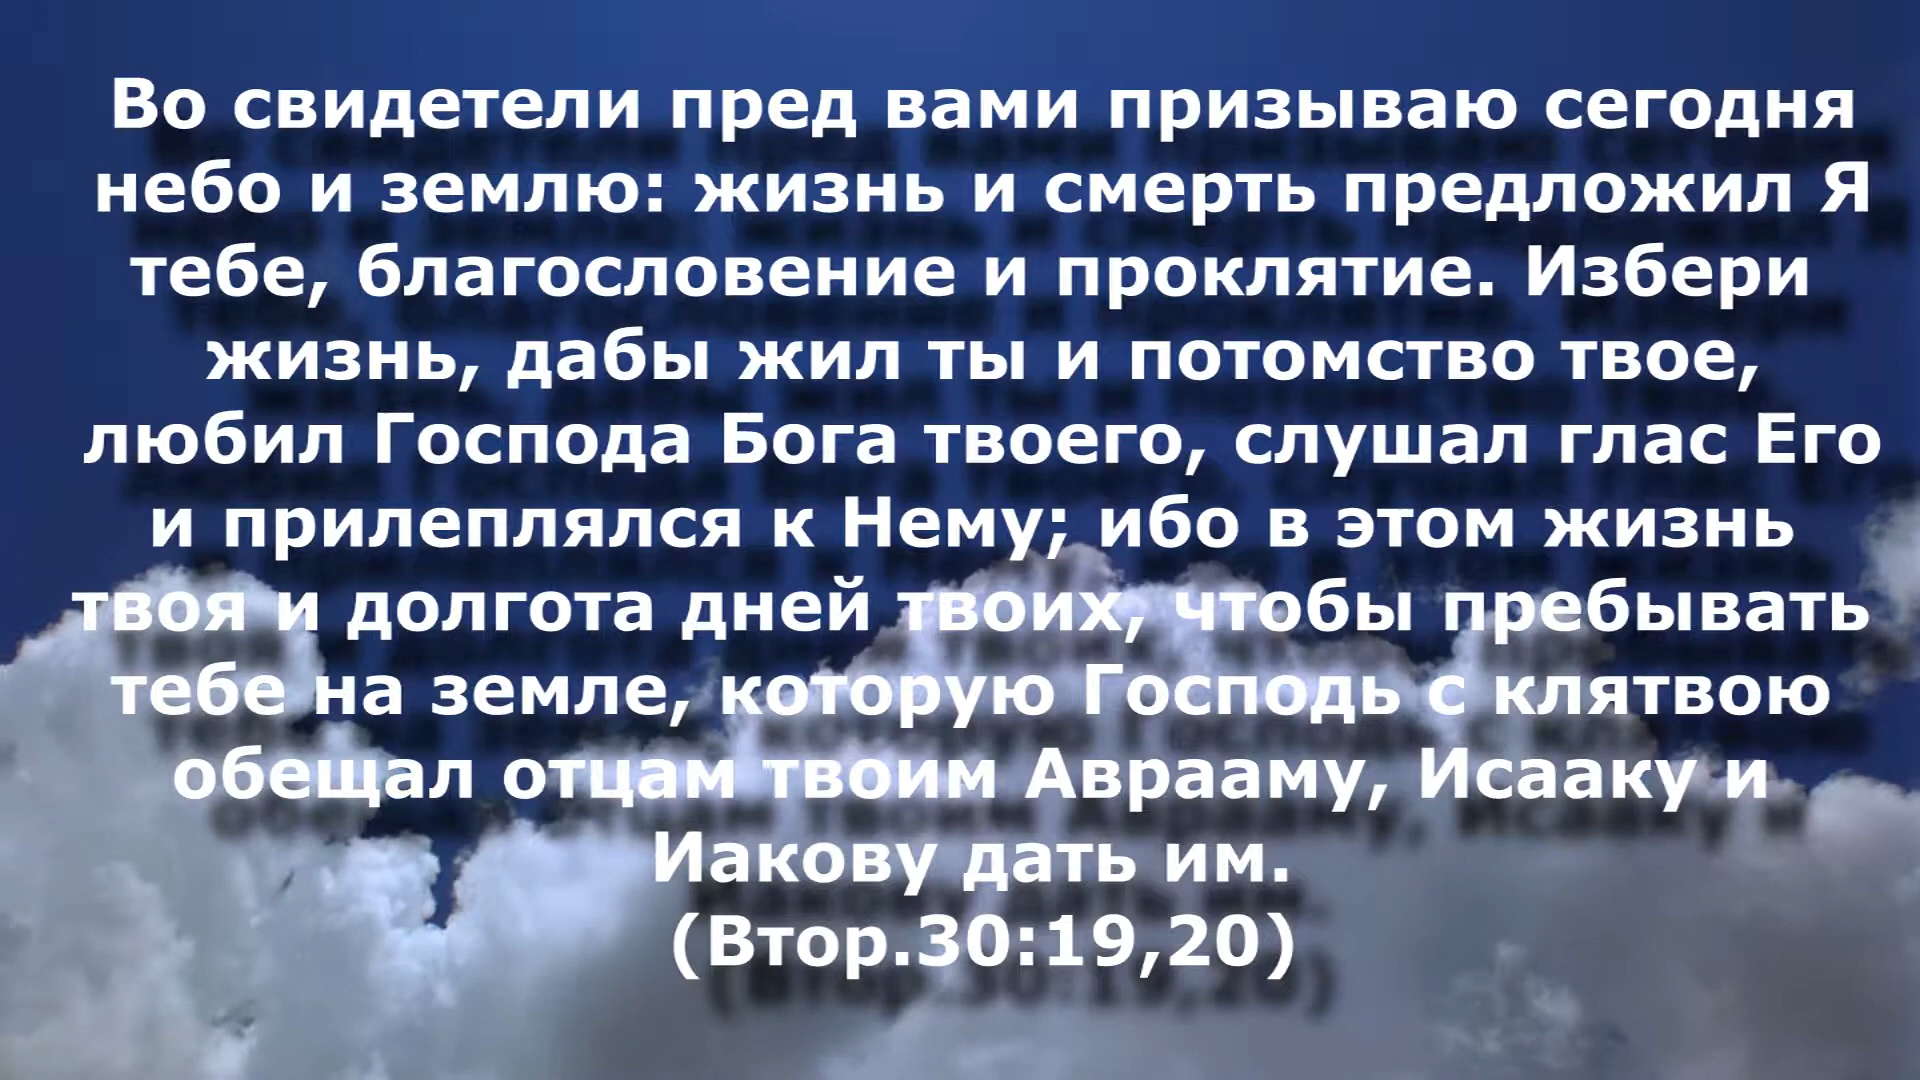 Во свидетели пред вами призываю сегодня
небо и землю: жизнь и смерть предложил Я
тебе, благословение и проклятие. Избери
жизнь, дабы жил ты и потомство твое,
любил Господа Бога твоего, слушал глас Его
и прилеплялся к Нему; ибо в этом жизнь
твоя и долгота дней твоих, чтобы пребывать
тебе на земле, которую Господь с клятвою
обещал отцам твоим Аврааму, Исааку и
Иакову дать им.
(Втор.30:19,20)